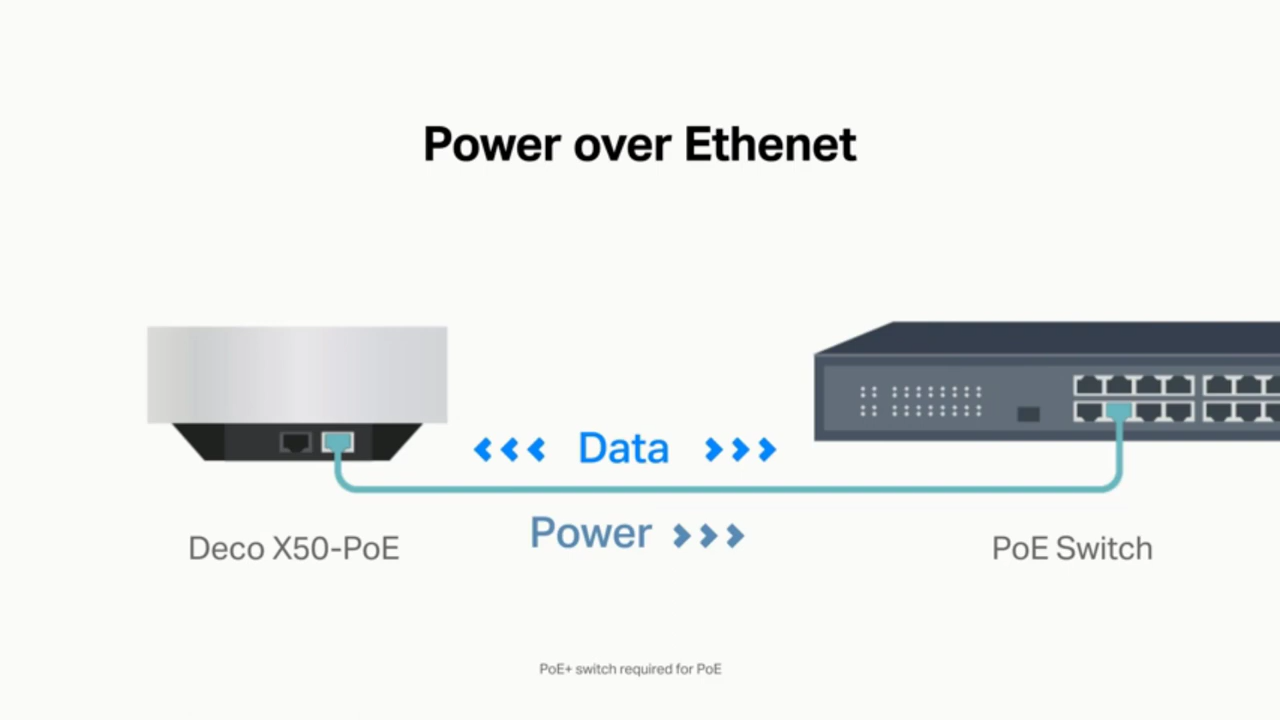 Power over Ethenet
Data
Power
Deco X50-PoE
PoE Switch
PoE+ switch required for PoE